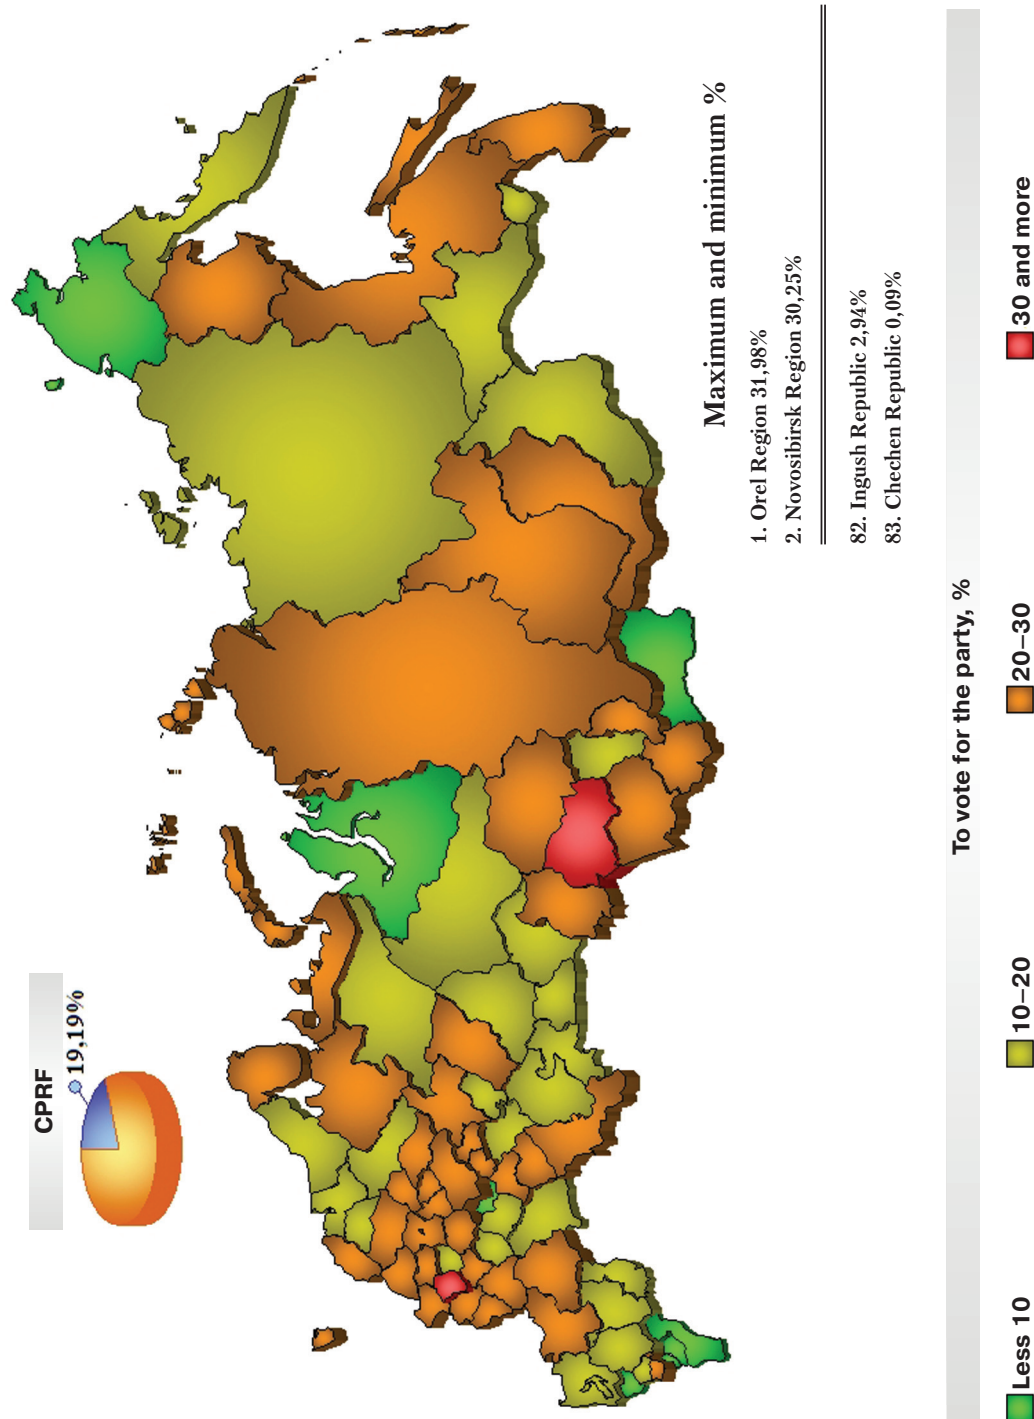 CPRF
19,19%
Maximum and minimum %
1. Orel Region 31,98%
2. Novosibirsk Region 30,25%
82. Ingush Republic 2,94%
83. Chechen Republic 0,09%
To vote for the party, %
Less 10
10–20
20–30
30 and more